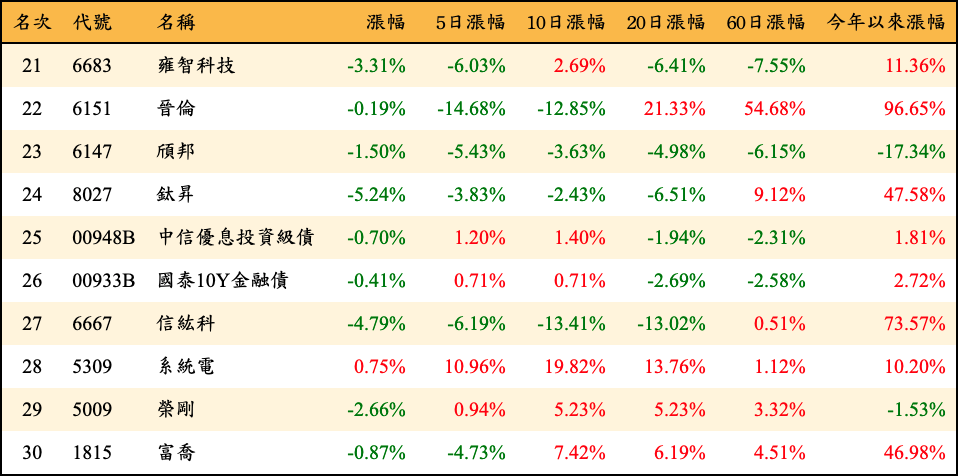 名次 代號 名稱 漲幅 5日漲幅 10日漲幅 20日漲幅 60日漲幅 今年以來漲幅
21 6683 雍智科技 -3.31% -6.03% 2.69% -6.41% -7.55% 11.36%
22 6151 晉倫 -0.19% -14.68% -12.85% 21.33% 54.68% 96.65%
23 6147 頎邦 -1.50% -5.43% -3.63% -4.98% -6.15% -17.34%
24 8027 鈦昇 -5.24% -3.83% -2.43% -6.51% 9.12% 47.58%
25 00948B 中信優息投資級債 -0.70% 1.20% 1.40% -1.94% -2.31% 1.81%
26 00933B 國泰10Y金融債 -0.41% 0.71% 0.71% -2.69% -2.58% 2.72%
27 6667 信紘科 -4.79% -6.19% -13.41% -13.02% 0.51% 73.57%
28 5309 系統電 0.75% 10.96% 19.82% 13.76% 1.12% 10.20%
29 5009 榮剛 -2.66% 0.94% 5.23% 5.23% 3.32% -1.53%
30 1815 富喬 -0.87% -4.73% 7.42% 6.19% 4.51% 46.98%